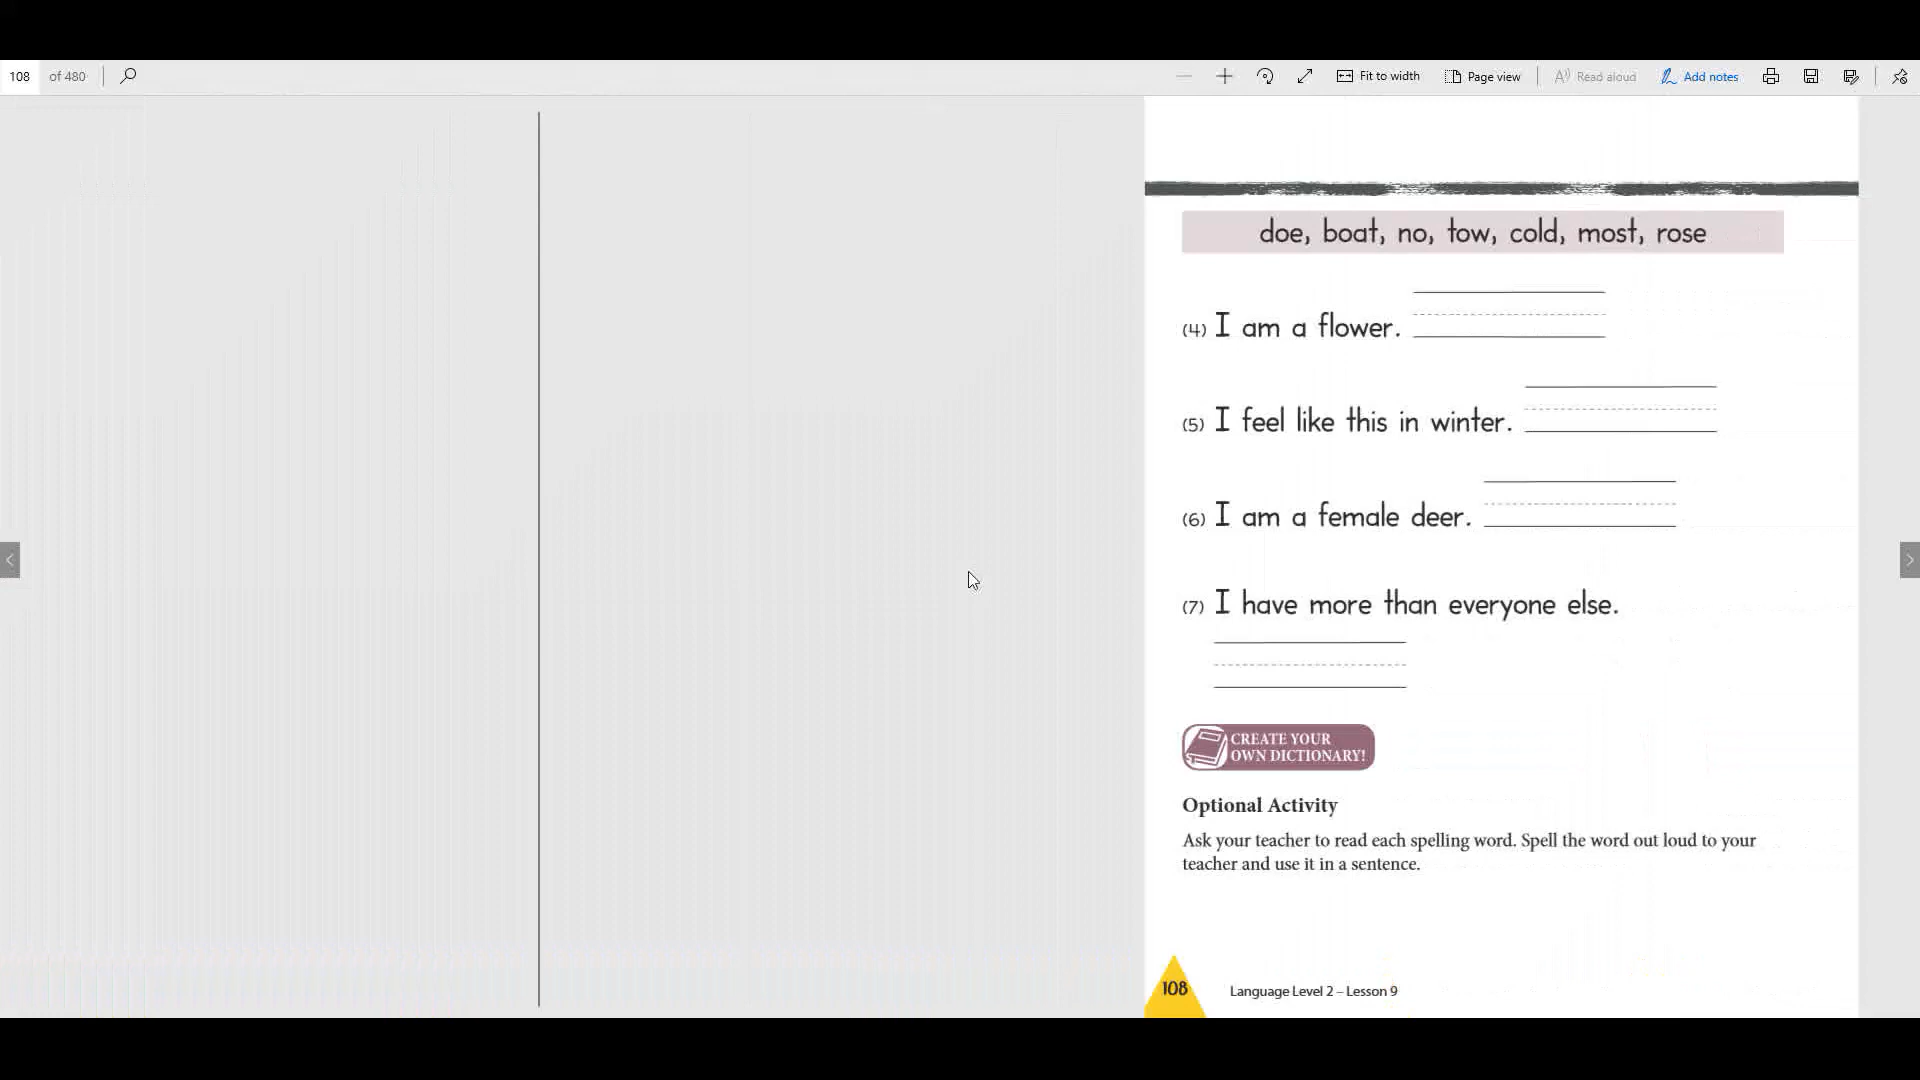 108 of 480 Fit to width Page view Read aloud Add notes
doe, boat, no, tow, cold, most, rose
(4) I am a flower.
(5) I feel like this in winter.
(6) I am a female deer.
(7) I have more than everyone else.
CREATE YOUR
OWN DICTIONARY!
Optional Activity
Ask your teacher to read each spelling word. Spell the word out loud to your
teacher and use it in a sentence.
108 Language Level 2 – Lesson 9